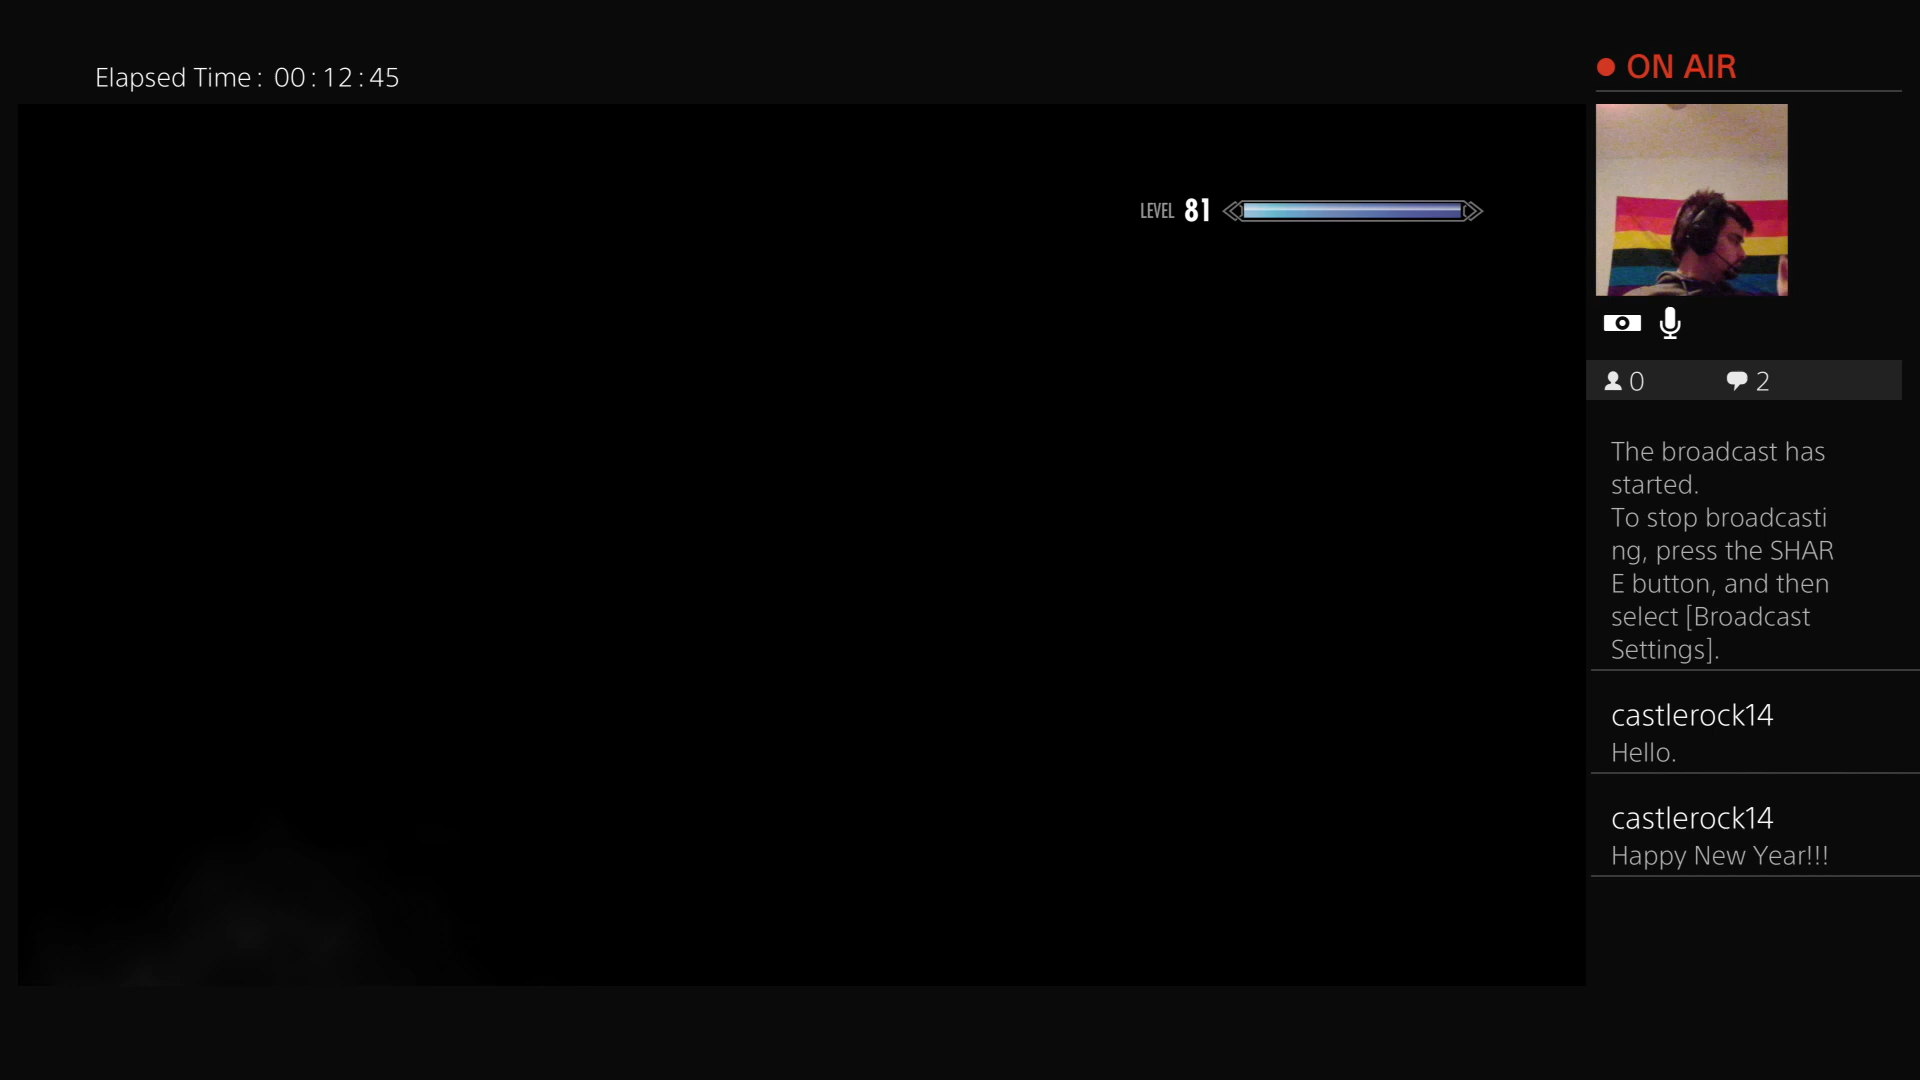 Elapsed Time: 00:12:45
ON AIR
LEVEL 81
0 2
The broadcast has
started.
To stop broadcasti
ng, press the SHAR
E button, and then
select [Broadcast
Settings].
castlerock14
Hello.
castlerock14
Happy New Year!!!